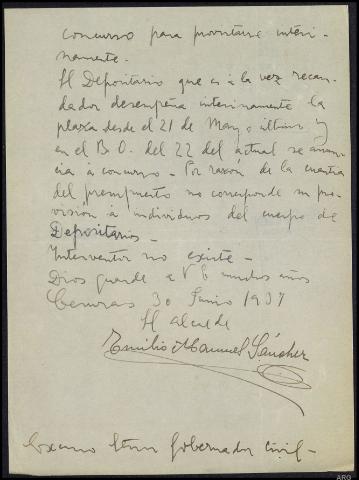 concurso para proveerse interi-
namente.
El Depositario que es á la vez recau-
dador desempeña interinamente la
plaza desde el 21 de Mayo último y
en el B.O. del 22 del actual se anun-
cia á concurso - Por razón de la cuantía
del presupuesto no corresponde su pro-
visión á individuos del cuerpo de
Depositarios -
Interventor no existe -
Dios guarde a V E muchos años
30 Junio 1937
El alcalde
Emilio Manuel Sánchez
Excmo Señor Gobernador Civil -
ARG